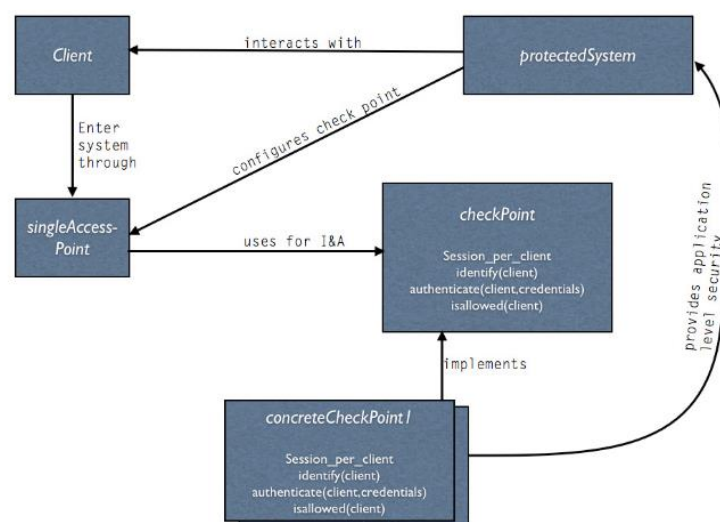 Client
interacts with
protectedSystem
Enter
system
through
configures check point
singleAccess-
Point
uses for I&A
checkPoint
Session_per_client
identify(client)
authenticate(client,credentials)
isallowed(client)
provides application
level security
implements
concreteCheckPoint1
Session_per_client
identify(client)
authenticate(client,credentials)
isallowed(client)